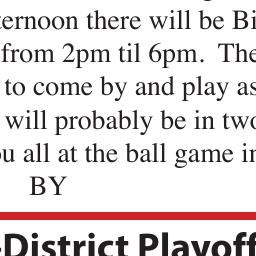 ternoon there will be Bi
from 2pm til 6pm. The
to come by and play as
will probably be in two
u all at the ball game in
BY
-District Playoff